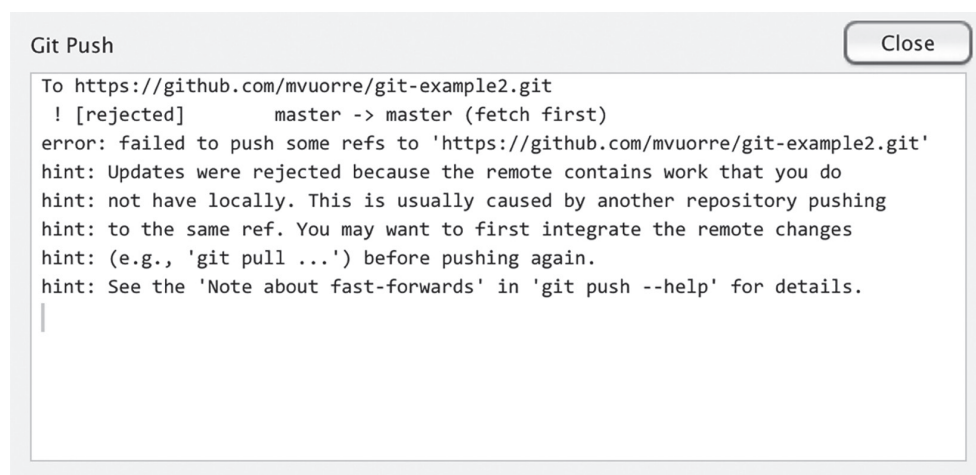 Git Push
Close
To https://github.com/mvuorre/git-example2.git
! [rejected]        master -> master (fetch first)
error: failed to push some refs to 'https://github.com/mvuorre/git-example2.git'
hint: Updates were rejected because the remote contains work that you do
hint: not have locally. This is usually caused by another repository pushing
hint: to the same ref. You may want to first integrate the remote changes
hint: (e.g., 'git pull ...') before pushing again.
hint: See the 'Note about fast-forwards' in 'git push --help' for details.